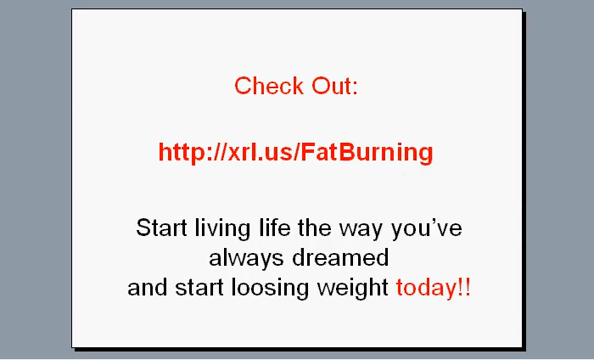 Check Out:
http://xrl.us/FatBurning
Start living life the way you've
always dreamed
and start loosing weight today!!